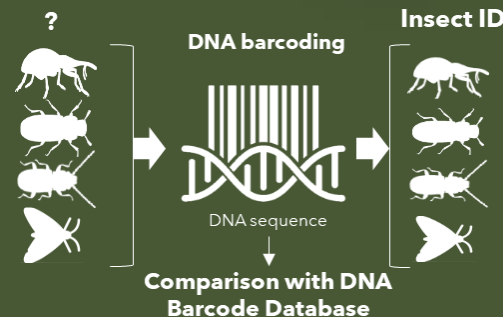 ?
DNA barcoding
Insect ID
DNA sequence
Comparison with DNA
Barcode Database